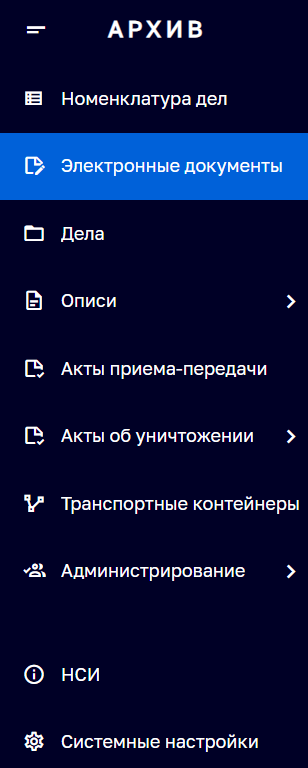 АРХИВ
Номенклатура дел
Электронные документы
Дела
Описи
Акты приема-передачи
Акты об уничтожении
Транспортные контейнеры
Администрирование
НСИ
Системные настройки